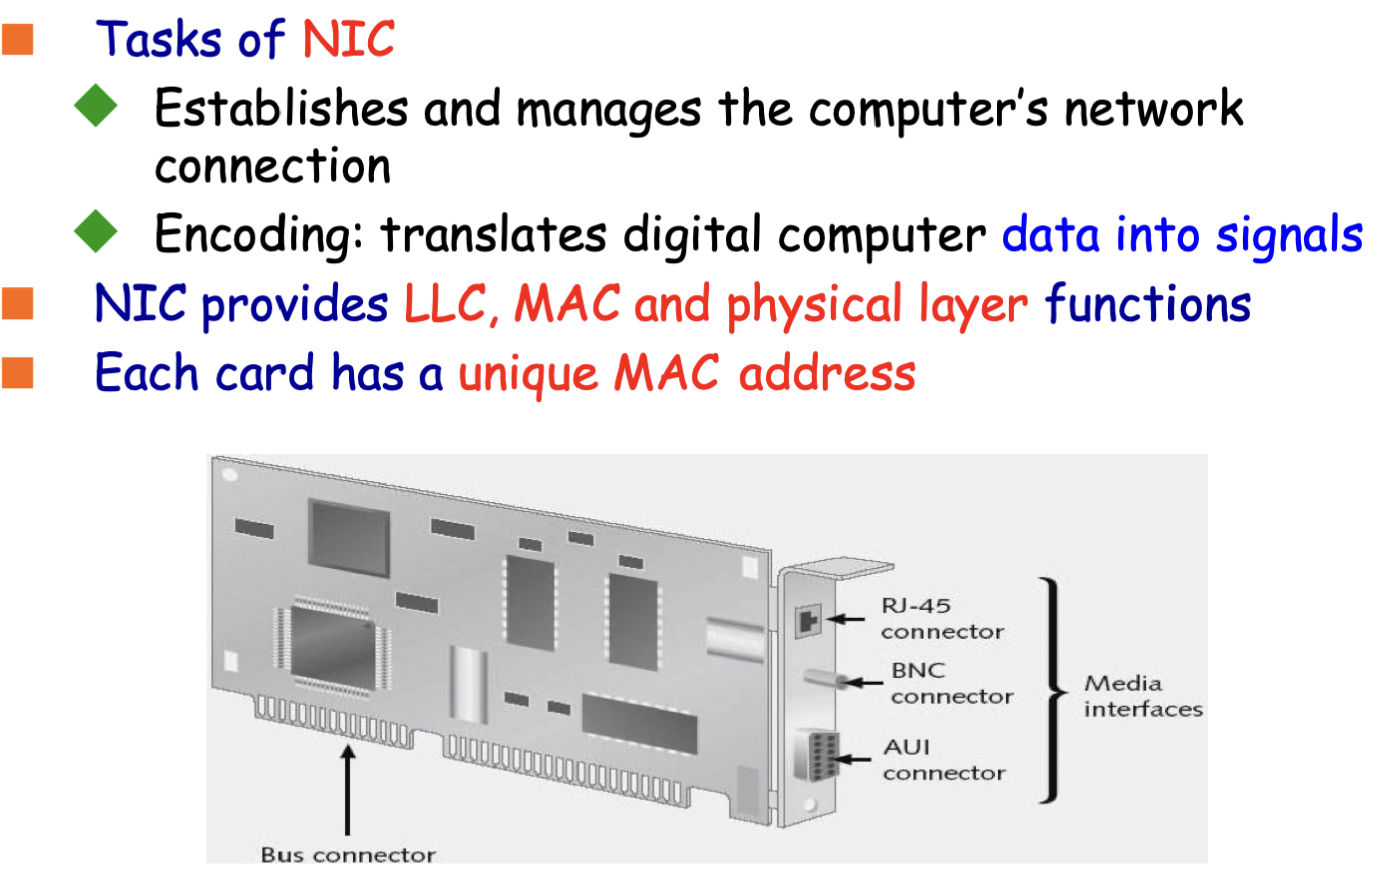 Tasks of NIC
Establishes and manages the computer's network
connection
Encoding: translates digital computer data into signals
NIC provides LLC, MAC and physical layer functions
Each card has a unique MAC address
RJ-45
connector
BNC
connector
AUI
connector
Media
interfaces
Bus connector